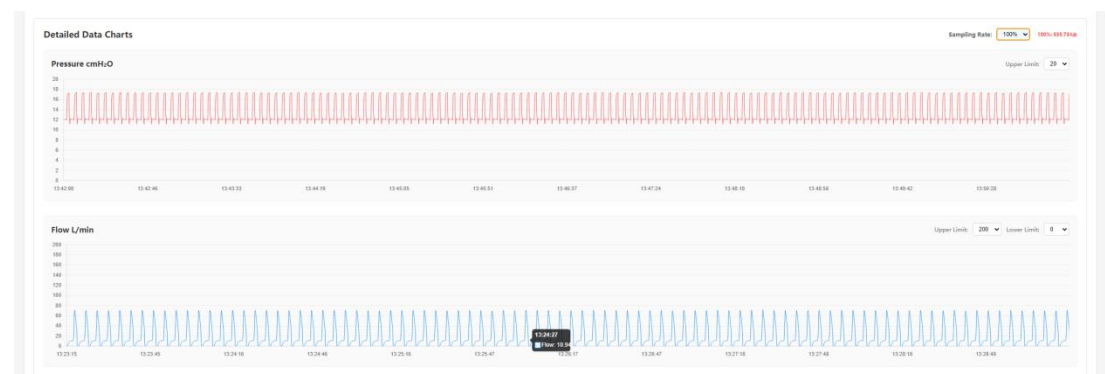 Detailed Data Charts
Sampling Rate: 100%
Pressure cmH₂O
Upper Limit: 20
20
18
16
14
12
10
8
6
4
2
0
13:42:00 13:42:46 13:43:33 13:44:19 13:45:05 13:45:51 13:46:37 13:47:24 13:48:10 13:48:56 13:49:42 13:50:28
Flow L/min
Upper Limit: 200 Lower Limit: 0
200
180
160
140
120
100
80
60
40
20
0
13:24:27
Flow: 10.94
13:23:15 13:23:45 13:24:16 13:24:46 13:25:16 13:25:47 13:26:17 13:26:47 13:27:18 13:27:48 13:28:18 13:28:48